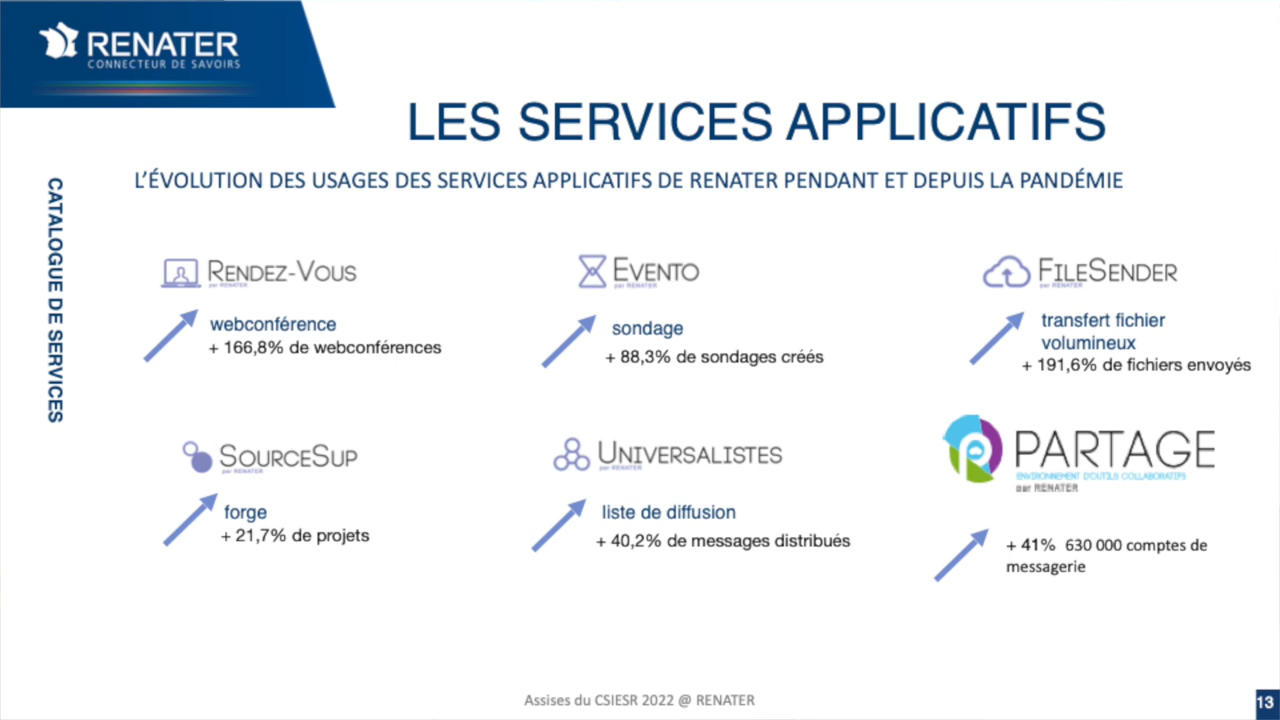 RENATER
CONNECTEUR DE SAVOIRS
LES SERVICES APPLICATIFS
L'ÉVOLUTION DES USAGES DES SERVICES APPLICATIFS DE RENATER PENDANT ET DEPUIS LA PANDÉMIE
CATALOGUE DE SERVICES
RENDEZ-VOUS
par RENATER
webconférence
+ 166,8% de webconférences
EVENTO
par RENATER
sondage
+ 88,3% de sondages créés
FILESENDER
par RENATER
transfert fichier
volumineux
+ 191,6% de fichiers envoyés
SOURCESUP
par RENATER
forge
+ 21,7% de projets
UNIVERSALISTES
par RENATER
liste de diffusion
+ 40,2% de messages distribués
PARTAGE
ENVIRONNEMENT D'OUTILS COLLABORATIFS
par RENATER
+ 41% 630 000 comptes de
messagerie
Assises du CSIESR 2022 @ RENATER
13